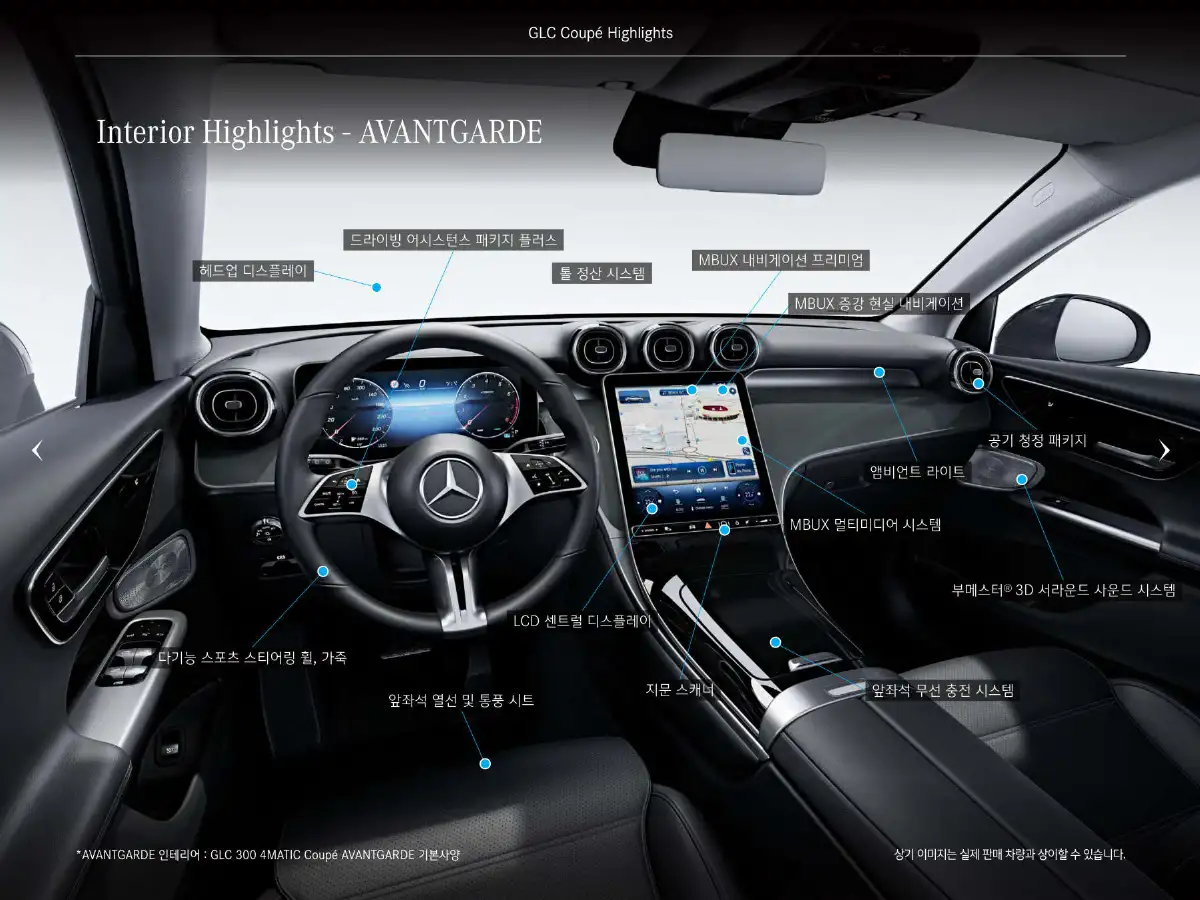 GLC Coupé Highlights
Interior Highlights - AVANTGARDE
드라이빙 어시스턴스 패키지 플러스
헤드업 디스플레이
톨 정산 시스템
MBUX 내비게이션 프리미엄
MBUX 증강 현실 내비게이션
공기 청정 패키지
앰비언트 라이트
MBUX 멀티미디어 시스템
부메스터® 3D 서라운드 사운드 시스템
LCD 센트럴 디스플레이
다기능 스포츠 스티어링 휠, 가죽
지문 스캐너
앞좌석 무선 충전 시스템
앞좌석 열선 및 통풍 시트
*AVANTGARDE 인테리어 : GLC 300 4MATIC Coupé AVANTGARDE 기본사양
상기 이미지는 실제 판매 차량과 상이할 수 있습니다.